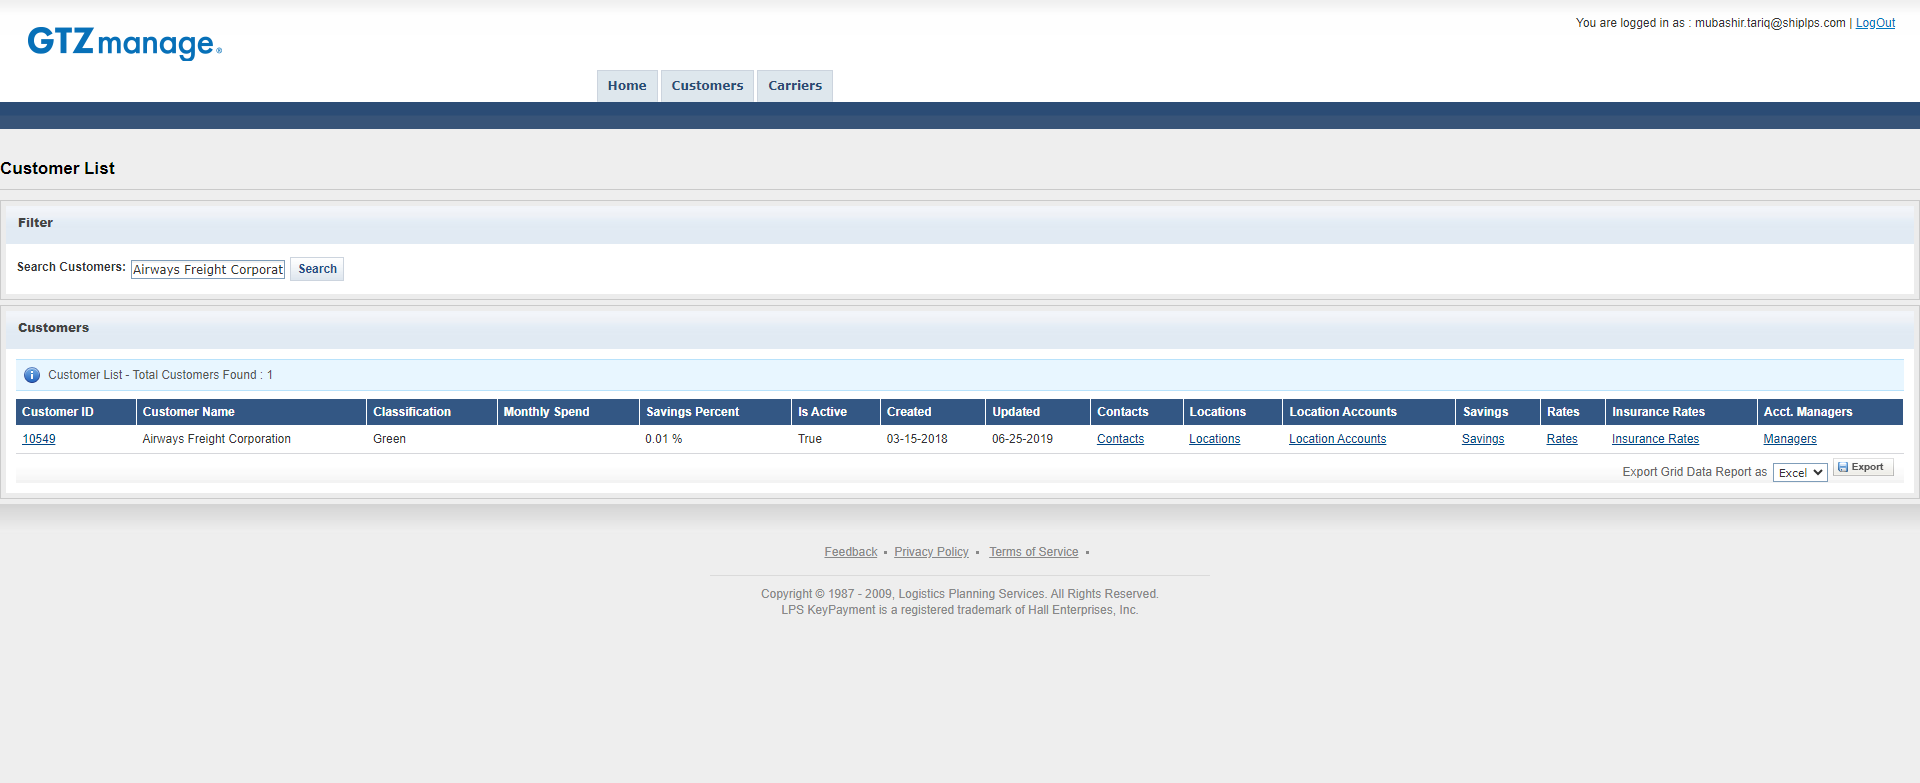 GTZmanage®
You are logged in as : mubashir.tariq@shiplps.com | LogOut
Home Customers Carriers
Customer List
Filter
Search Customers: Airways Freight Corporat Search
Customers
Customer List - Total Customers Found : 1
Customer ID Customer Name Classification Monthly Spend Savings Percent Is Active Created Updated Contacts Locations Location Accounts Savings Rates Insurance Rates Acct. Managers
10549 Airways Freight Corporation Green 0.01 % True 03-15-2018 06-25-2019 Contacts Locations Location Accounts Savings Rates Insurance Rates Managers
Export Grid Data Report as Excel Export
Feedback ▪ Privacy Policy ▪ Terms of Service ▪
Copyright © 1987 - 2009, Logistics Planning Services. All Rights Reserved.
LPS KeyPayment is a registered trademark of Hall Enterprises, Inc.